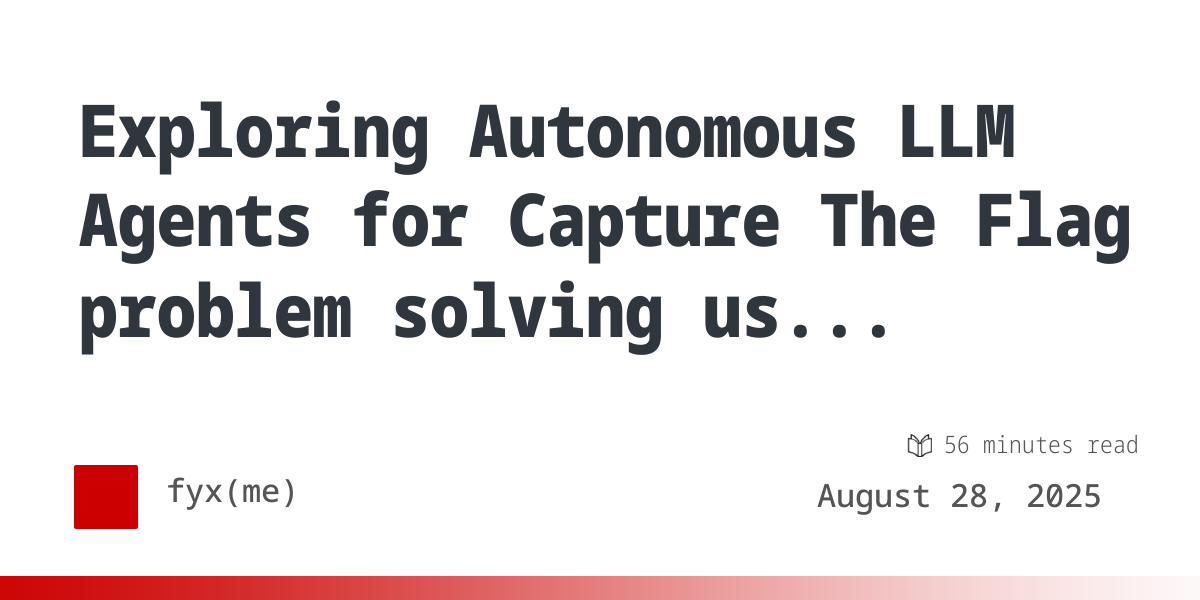 Exploring Autonomous LLM
Agents for Capture The Flag
problem solving us...
56 minutes read
fyx(me)
August 28, 2025